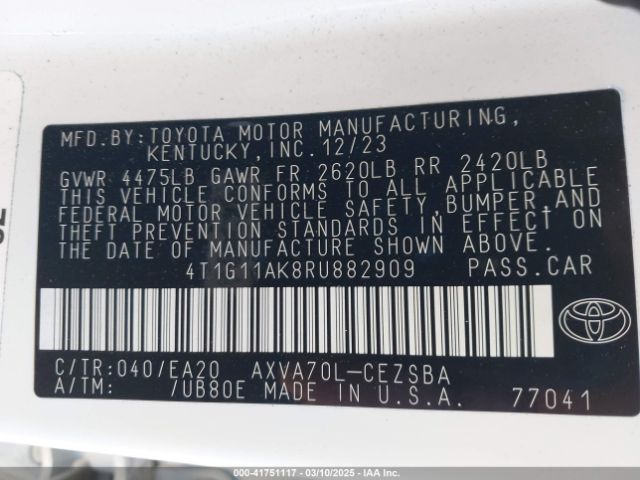 MFD.BY:TOYOTA MOTOR MANUFACTURING,
KENTUCKY,INC.12/23
GVWR 4475LB GAWR FR 2620LB RR 2420LB
THIS VEHICLE CONFORMS TO ALL APPLICABLE
FEDERAL MOTOR VEHICLE SAFETY,BUMPER,AND
THEFT PREVENTION STANDARDS IN EFFECT ON
THE DATE OF MANUFACTURE SHOWN ABOVE.
4T1G11AK8RU882909 PASS.CAR
C/TR:040/EA20 AXVA70L-CEZSBA
A/TM: /UB80E MADE IN U.S.A. 77041
000-41751117 - 03/10/2025 - IAA Inc.